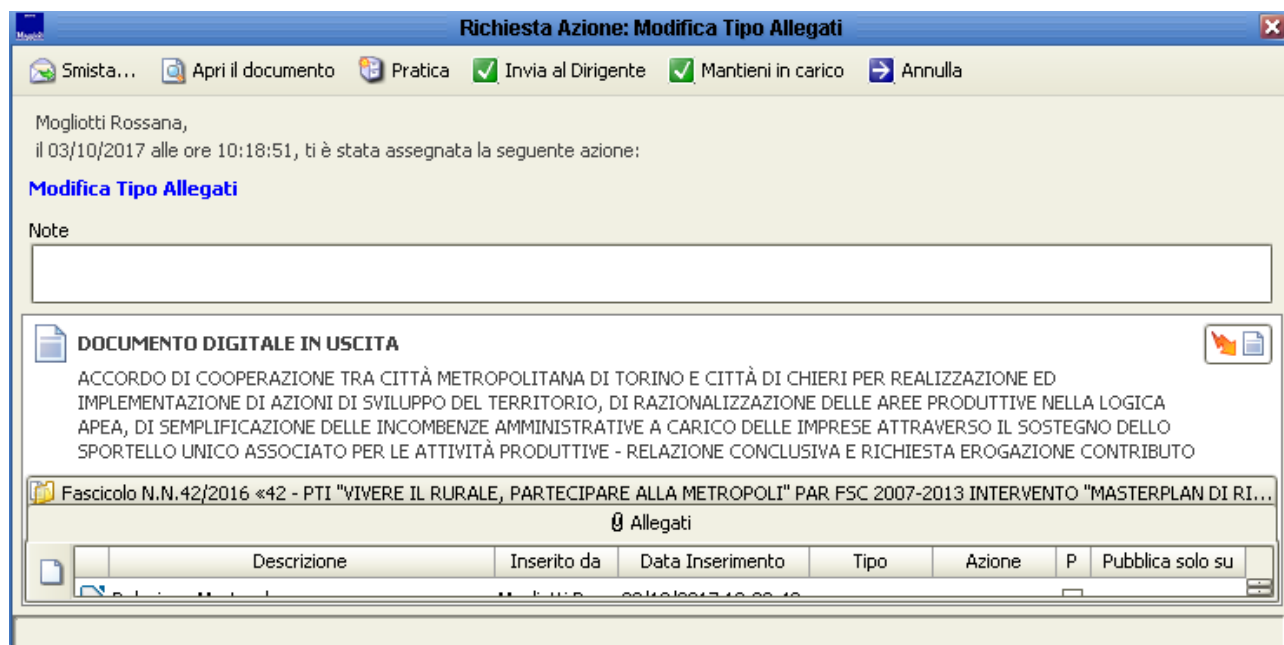 Richiesta Azione: Modifica Tipo Allegati
Smista... Apri il documento Pratica Invia al Dirigente Mantieni in carico Annulla
Mogliotti Rossana,
il 03/10/2017 alle ore 10:18:51, ti è stata assegnata la seguente azione:
Modifica Tipo Allegati
Note
DOCUMENTO DIGITALE IN USCITA
ACCORDO DI COOPERAZIONE TRA CITTÀ METROPOLITANA DI TORINO E CITTÀ DI CHIERI PER REALIZZAZIONE ED
IMPLEMENTAZIONE DI AZIONI DI SVILUPPO DEL TERRITORIO, DI RAZIONALIZZAZIONE DELLE AREE PRODUTTIVE NELLA LOGICA
APEA, DI SEMPLIFICAZIONE DELLE INCOMBENZE AMMINISTRATIVE A CARICO DELLE IMPRESE ATTRAVERSO IL SOSTEGNO DELLO
SPORTELLO UNICO ASSOCIATO PER LE ATTIVITÀ PRODUTTIVE - RELAZIONE CONCLUSIVA E RICHIESTA EROGAZIONE CONTRIBUTO
Fascicolo N.N.42/2016 «42 - PTI "VIVERE IL RURALE, PARTECIPARE ALLA METROPOLI" PAR FSC 2007-2013 INTERVENTO "MASTERPLAN DI RI...
Allegati
Descrizione Inserito da Data Inserimento Tipo Azione P Pubblica solo su